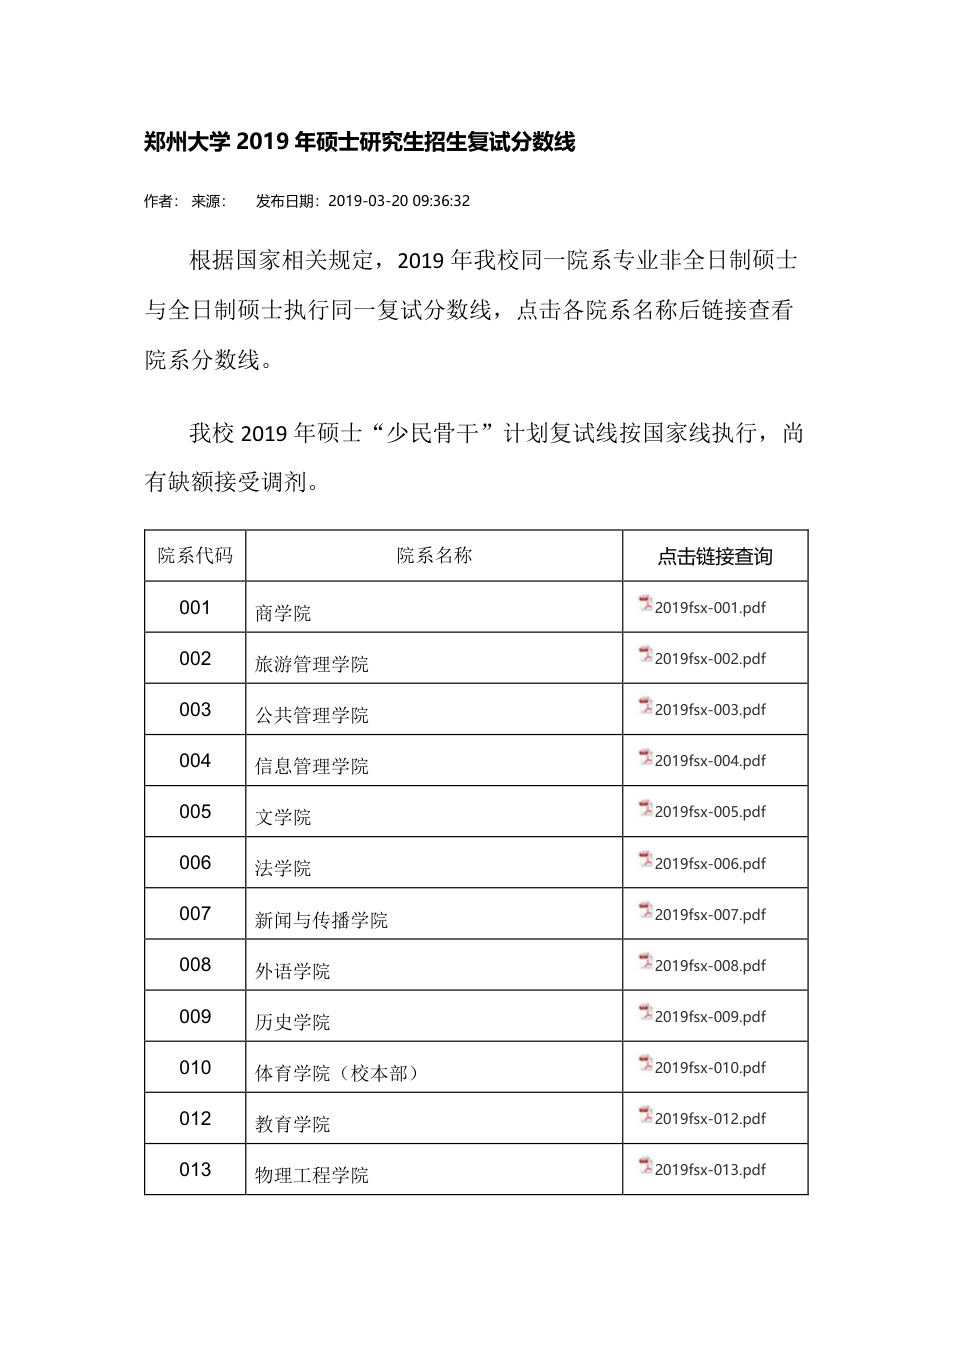 郑州大学 2019 年硕士研究生招生复试分数线
作者： 来源： 发布日期：2019-03-20 09:36:32
根据国家相关规定，2019 年我校同一院系专业非全日制硕士
与全日制硕士执行同一复试分数线，点击各院系名称后链接查看
院系分数线。
我校 2019 年硕士“少民骨干”计划复试线按国家线执行，尚
有缺额接受调剂。
院系代码 院系名称 点击链接查询
001 商学院 2019fsx-001.pdf
002 旅游管理学院 2019fsx-002.pdf
003 公共管理学院 2019fsx-003.pdf
004 信息管理学院 2019fsx-004.pdf
005 文学院 2019fsx-005.pdf
006 法学院 2019fsx-006.pdf
007 新闻与传播学院 2019fsx-007.pdf
008 外语学院 2019fsx-008.pdf
009 历史学院 2019fsx-009.pdf
010 体育学院（校本部） 2019fsx-010.pdf
012 教育学院 2019fsx-012.pdf
013 物理工程学院 2019fsx-013.pdf